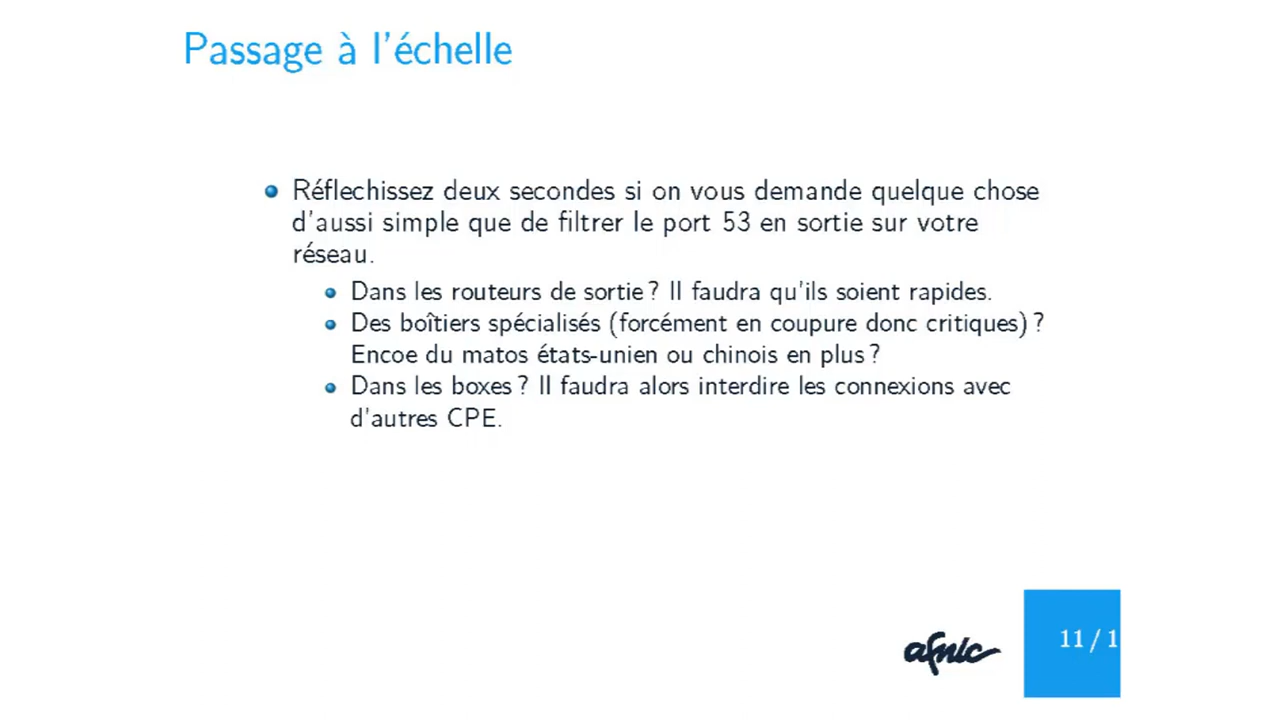 Passage à l'échelle
Réflechissez deux secondes si on vous demande quelque chose
d'aussi simple que de filtrer le port 53 en sortie sur votre
réseau.
Dans les routeurs de sortie ? Il faudra qu'ils soient rapides.
Des boîtiers spécialisés (forcément en coupure donc critiques) ?
Encoe du matos états-unien ou chinois en plus ?
Dans les boxes ? Il faudra alors interdire les connexions avec
d'autres CPE.
afnic
11 / 1